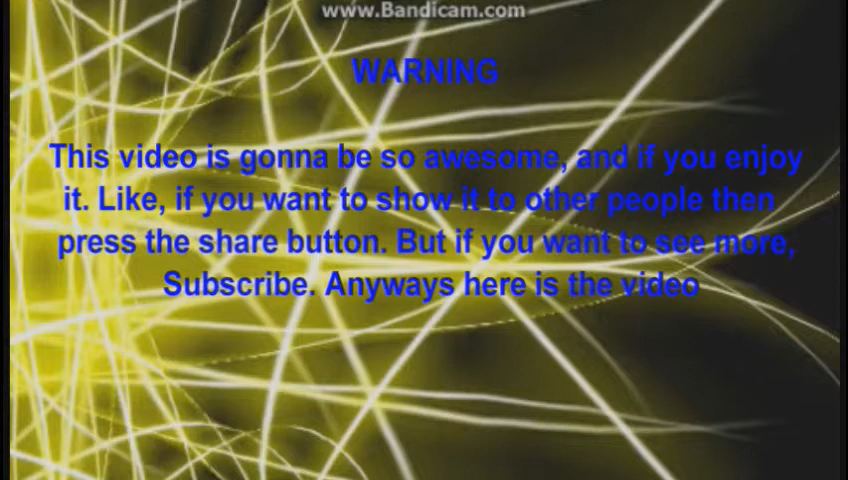 www.Bandicam.com
WARNING
This video is gonna be so awesome, and if you enjoy
it. Like, if you want to show it to other people then
press the share button. But if you want to see more,
Subscribe. Anyways here is the video